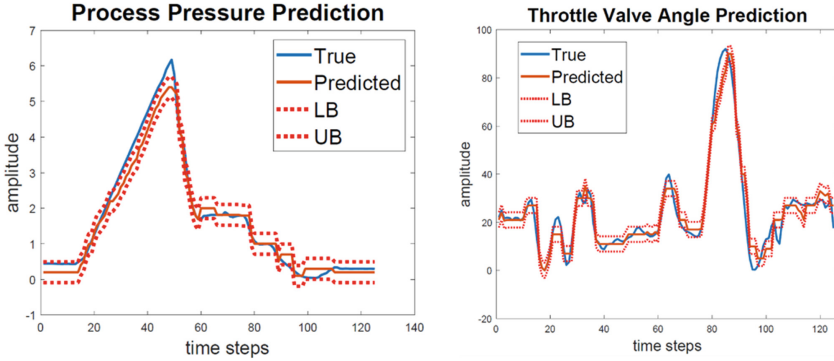 Process Pressure Prediction
7
6
5
4
3
2
1
0
-1
0 20 40 60 80 100 120 140
amplitude
time steps
True
Predicted
LB
UB
Throttle Valve Angle Prediction
100
80
60
40
20
0
-20
0 20 40 60 80 100 120
amplitude
time steps
True
Predicted
LB
UB